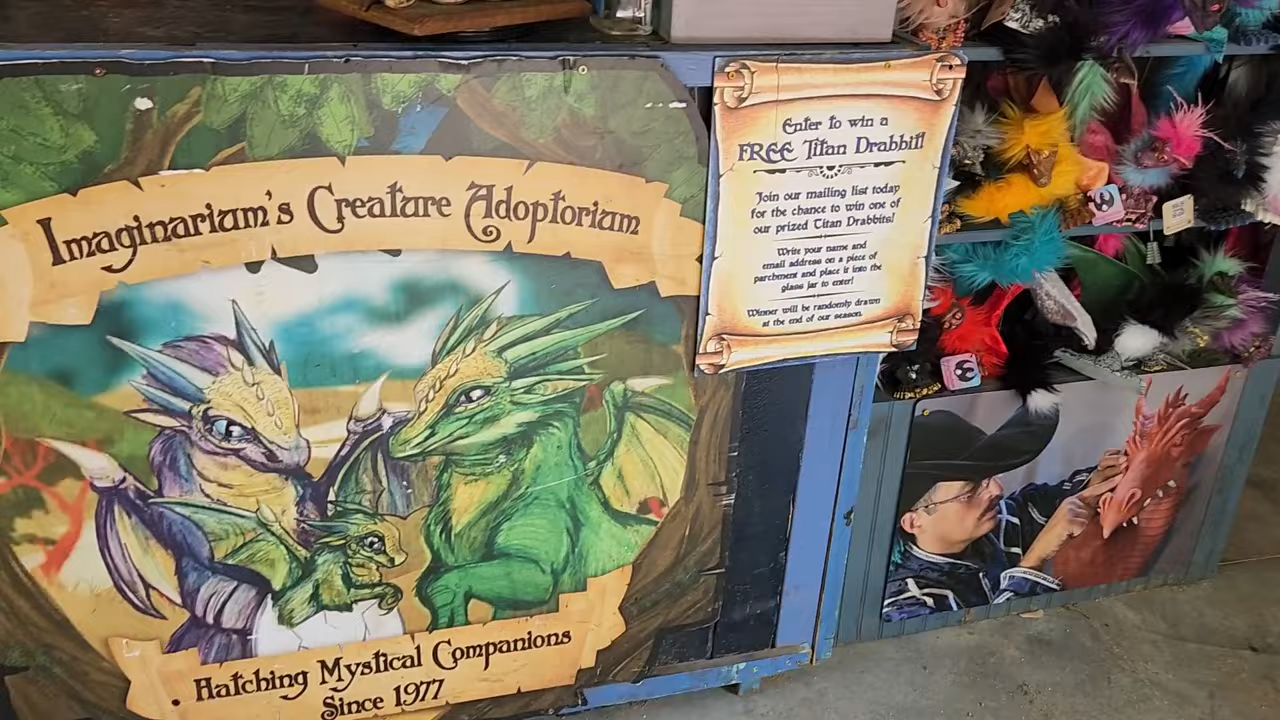 Imaginarium's Creature Adoptorium
Hatching Mystical Companions
Since 1977
Enter to win a
FREE Titan Drabbit!
Join our mailing list today
for the chance to win one of
our prized Titan Drabbits!
Write your name and
email address on a piece of
parchment and place it into the
glass jar to enter!
Winner will be randomly drawn
at the end of our season.